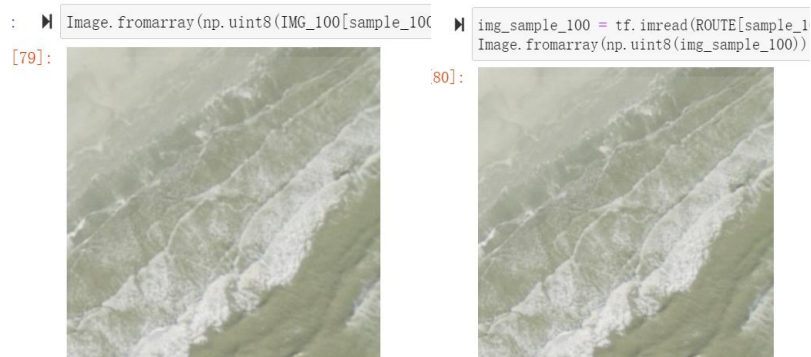 :
Image.fromarray(np.uint8(IMG_100[sample_100
[79]:
img_sample_100 = tf.imread(ROUTE[sample_1
Image.fromarray(np.uint8(img_sample_100))
80]: